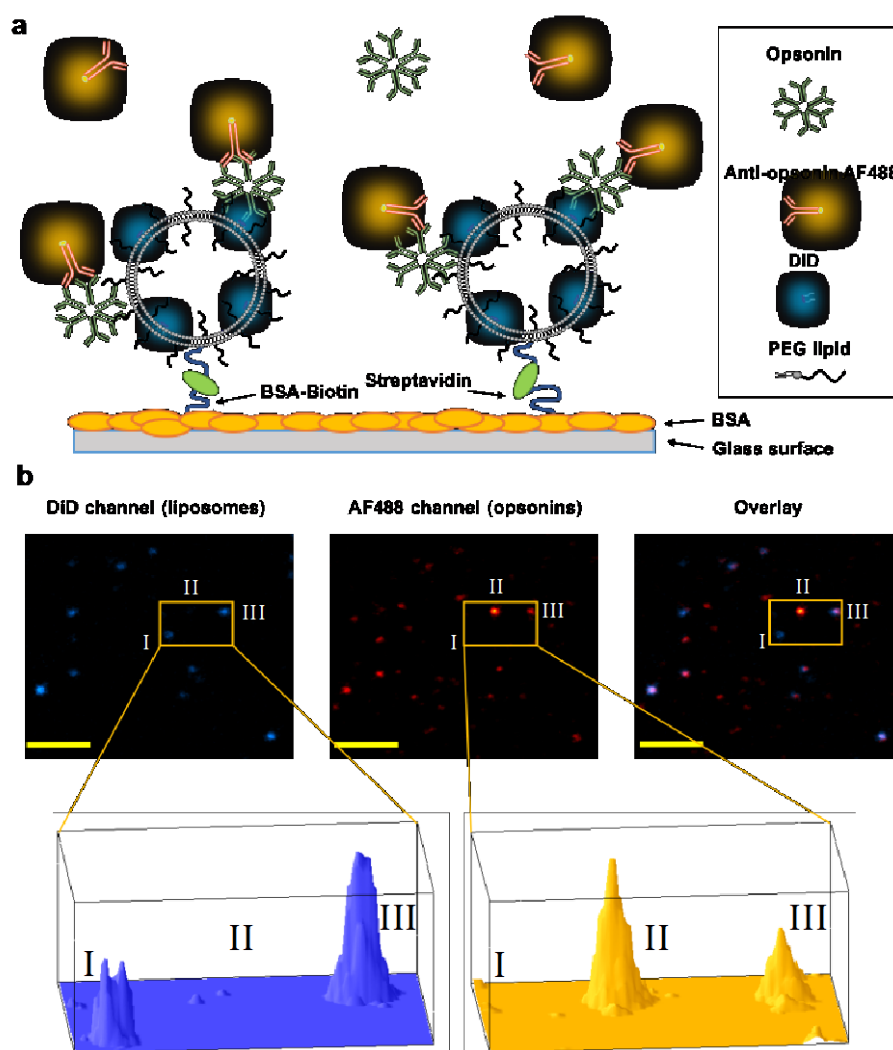 a
Opsonin
Anti-opsonin AF488
DID
PEG lipid
BSA-Biotin
Streptavidin
BSA
Glass surface
b
DiD channel (liposomes)
AF488 channel (opsonins)
Overlay
II
III
I
II
III
I
II
III
I
I
II
III
I
II
III